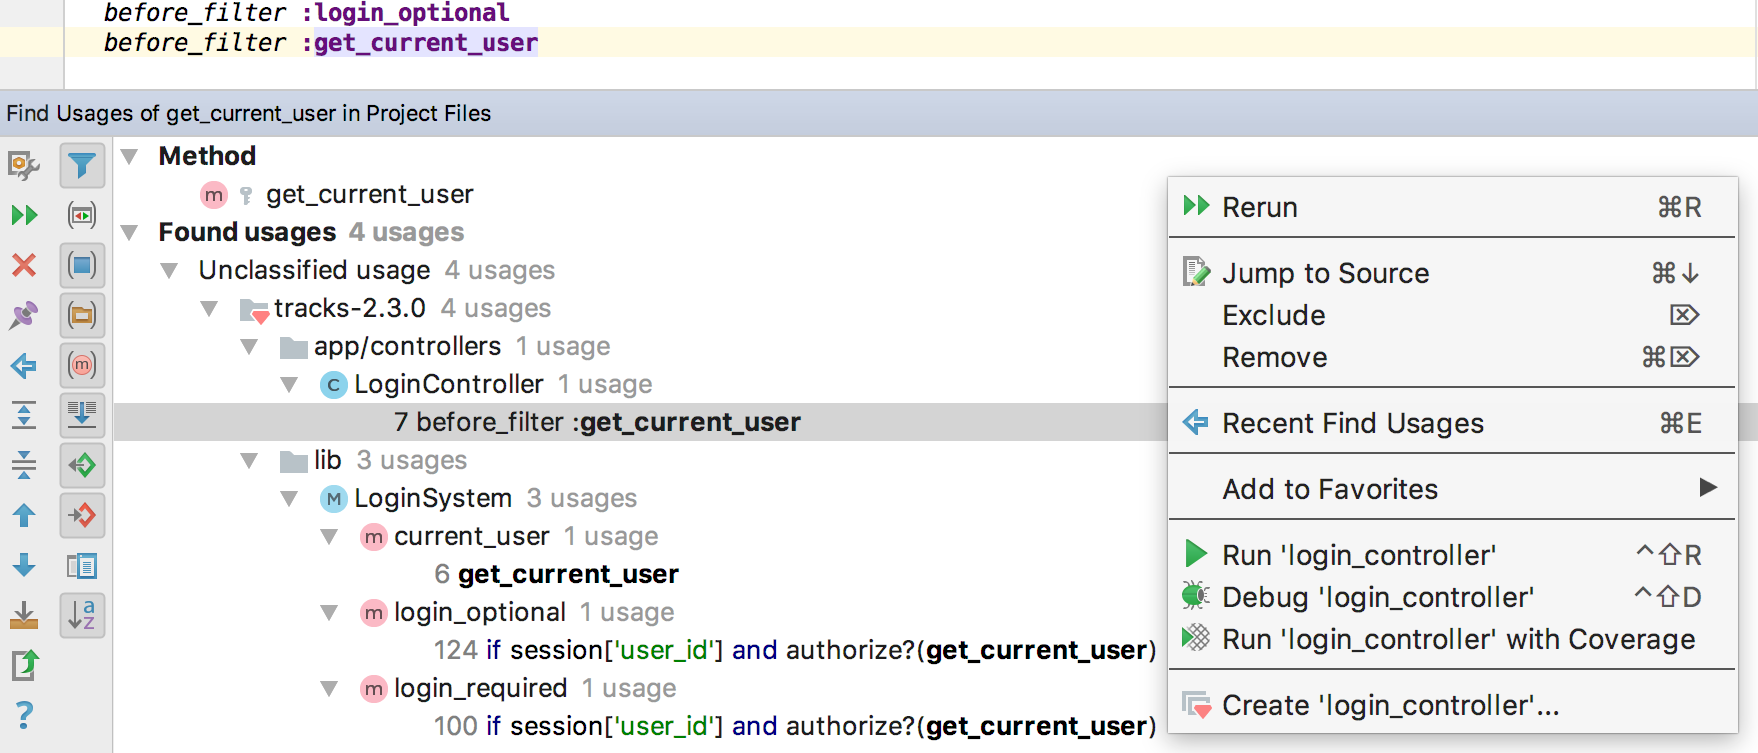 before_filter :login_optional
before_filter :get_current_user
Find Usages of get_current_user in Project Files
Method
m get_current_user
Found usages 4 usages
Unclassified usage 4 usages
tracks-2.3.0 4 usages
app/controllers 1 usage
C LoginController 1 usage
7 before_filter :get_current_user
lib 3 usages
M LoginSystem 3 usages
m current_user 1 usage
6 get_current_user
m login_optional 1 usage
124 if session['user_id'] and authorize?(get_current_user)
m login_required 1 usage
100 if session['user_id'] and authorize?(get_current_user)
(m)
a
z
?
Rerun ⌘R
Jump to Source ⌘↓
Exclude ⌦
Remove ⌘⌦
Recent Find Usages ⌘E
Add to Favorites
Run 'login_controller' ^⇧R
Debug 'login_controller' ^⇧D
Run 'login_controller' with Coverage
Create 'login_controller'...